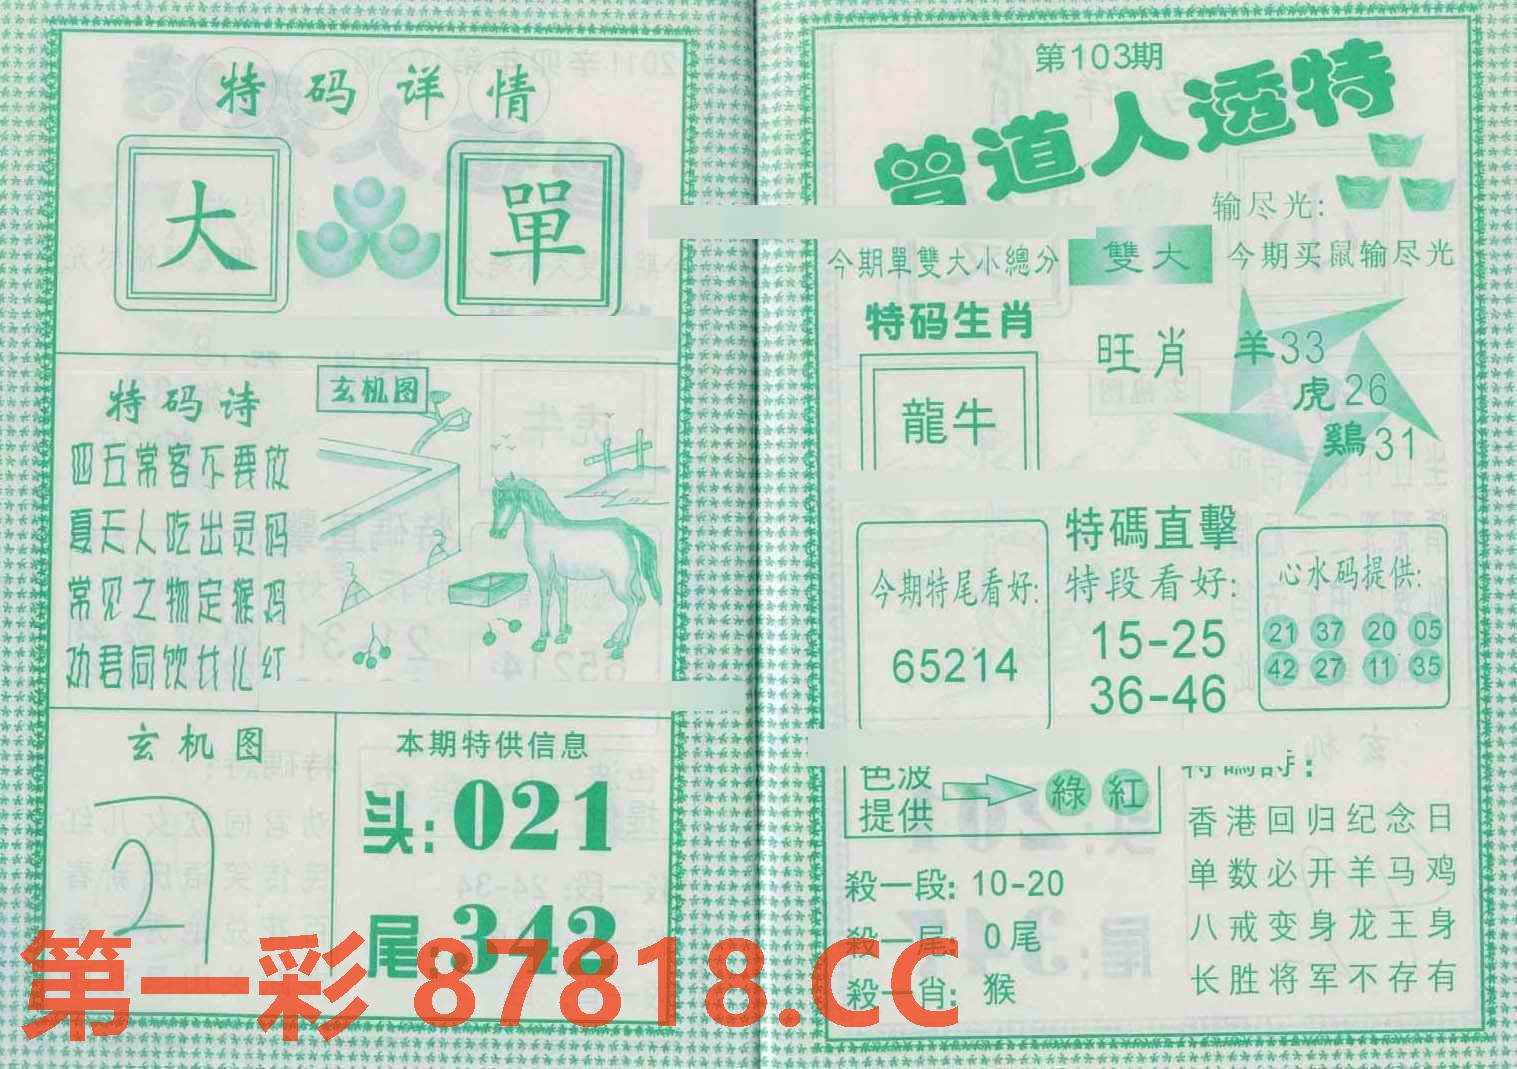 特码详情
大 單
特码诗
四五常客不要放
夏天人吃出灵码
常见之物定猴鸡
劝君同饮女儿红
玄机图
玄机图
本期特供信息
头:021
尾:342
第103期
曾道人透特
输尽光:
今期單雙大小總分 雙大 今期买鼠输尽光
特码生肖
龍牛
旺肖
羊33
虎26
鷄31
今期特尾看好:
65214
特碼直擊
特段看好:
15-25
36-46
心水码提供:
21 37 20 05
42 27 11 35
色波
提供
綠 紅
特碼詩:
香港回归纪念日
单数必开羊马鸡
八戒变身龙王身
长胜将军不存有
殺一段:10-20
殺一尾:0尾
殺一肖:猴
第一彩 87818.CC